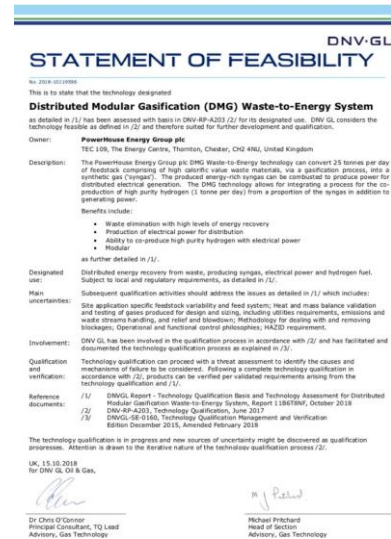 DNV·GL
STATEMENT OF FEASIBILITY
This is to state that the technology designated
Distributed Modular Gasification (DMG) Waste-to-Energy System
as detailed in /1/ has been assessed with basis in DNV-RP-A203 /2/ for its designated use. DNV GL considers the
technology feasible as defined in /2/ and therefore suited for further development and qualification.
Owner: PowerHouse Energy Group plc
TEC 109, The Energy Centre, Thornton, Chester, CH2 4NU, United Kingdom
Description: The PowerHouse Energy Group plc DMG Waste-to-Energy technology can convert 25 tonnes per day
of feedstock comprising of high calorific value waste materials, via a gasification process, into a
synthetic gas ('syngas'). The produced energy-rich syngas can be combusted to produce power for
distributed electrical generation. The DMG technology allows for integrating a process for the co-
production of high purity hydrogen (1 tonne per day) from a proportion of the syngas in addition to
generating power.
Benefits include:
• Waste elimination with high levels of energy recovery
• Production of electrical power for distribution
• Ability to co-produce high purity hydrogen with electrical power
• Modular
as further detailed in /1/.
Designated use: Distributed energy recovery from waste, producing syngas, electrical power and hydrogen fuel.
Subject to local and regulatory requirements, as detailed in /1/.
Main uncertainties: Subsequent qualification activities should address the issues as detailed in /1/ which includes:
Site application specific feedstock variability and feed system; Heat and mass balance validation
and testing of gases produced for design and sizing, including utilities requirements, emissions and
waste streams handling, and relief and blowdown; Methodology for dealing with and removing
blockages; Operational and functional control philosophies; HAZID requirement.
Involvement: DNV GL has been involved in the qualification process in accordance with /2/ and has facilitated and
documented the technology qualification process as explained in /3/.
Qualification and verification: Technology qualification can proceed with a threat assessment to identify the causes and
mechanisms of failure to be considered. Following a complete technology qualification in
accordance with /2/, products can be verified per validated requirements arising from the
technology qualification and /1/.
Reference documents: /1/ DNVGL Report - Technology Qualification Basis and Technology Assessment for Distributed
Modular Gasification Waste-to-Energy System, Report 11B6T8NF, October 2018
/2/ DNV-RP-A203, Technology Qualification, June 2017
/3/ DNVGL-SE-0160, Technology Qualification Management and Verification
Edition December 2015, Amended February 2018
The technology qualification is in progress and new sources of uncertainty might be discovered as qualification
progresses. Attention is drawn to the iterative nature of the technology qualification process /2/.
UK, 15.10.2018
for DNV GL Oil & Gas,
Dr Chris O'Connor
Principal Consultant, TQ Lead
Advisory, Gas Technology
Michael Pritchard
Head of Section
Advisory, Gas Technology